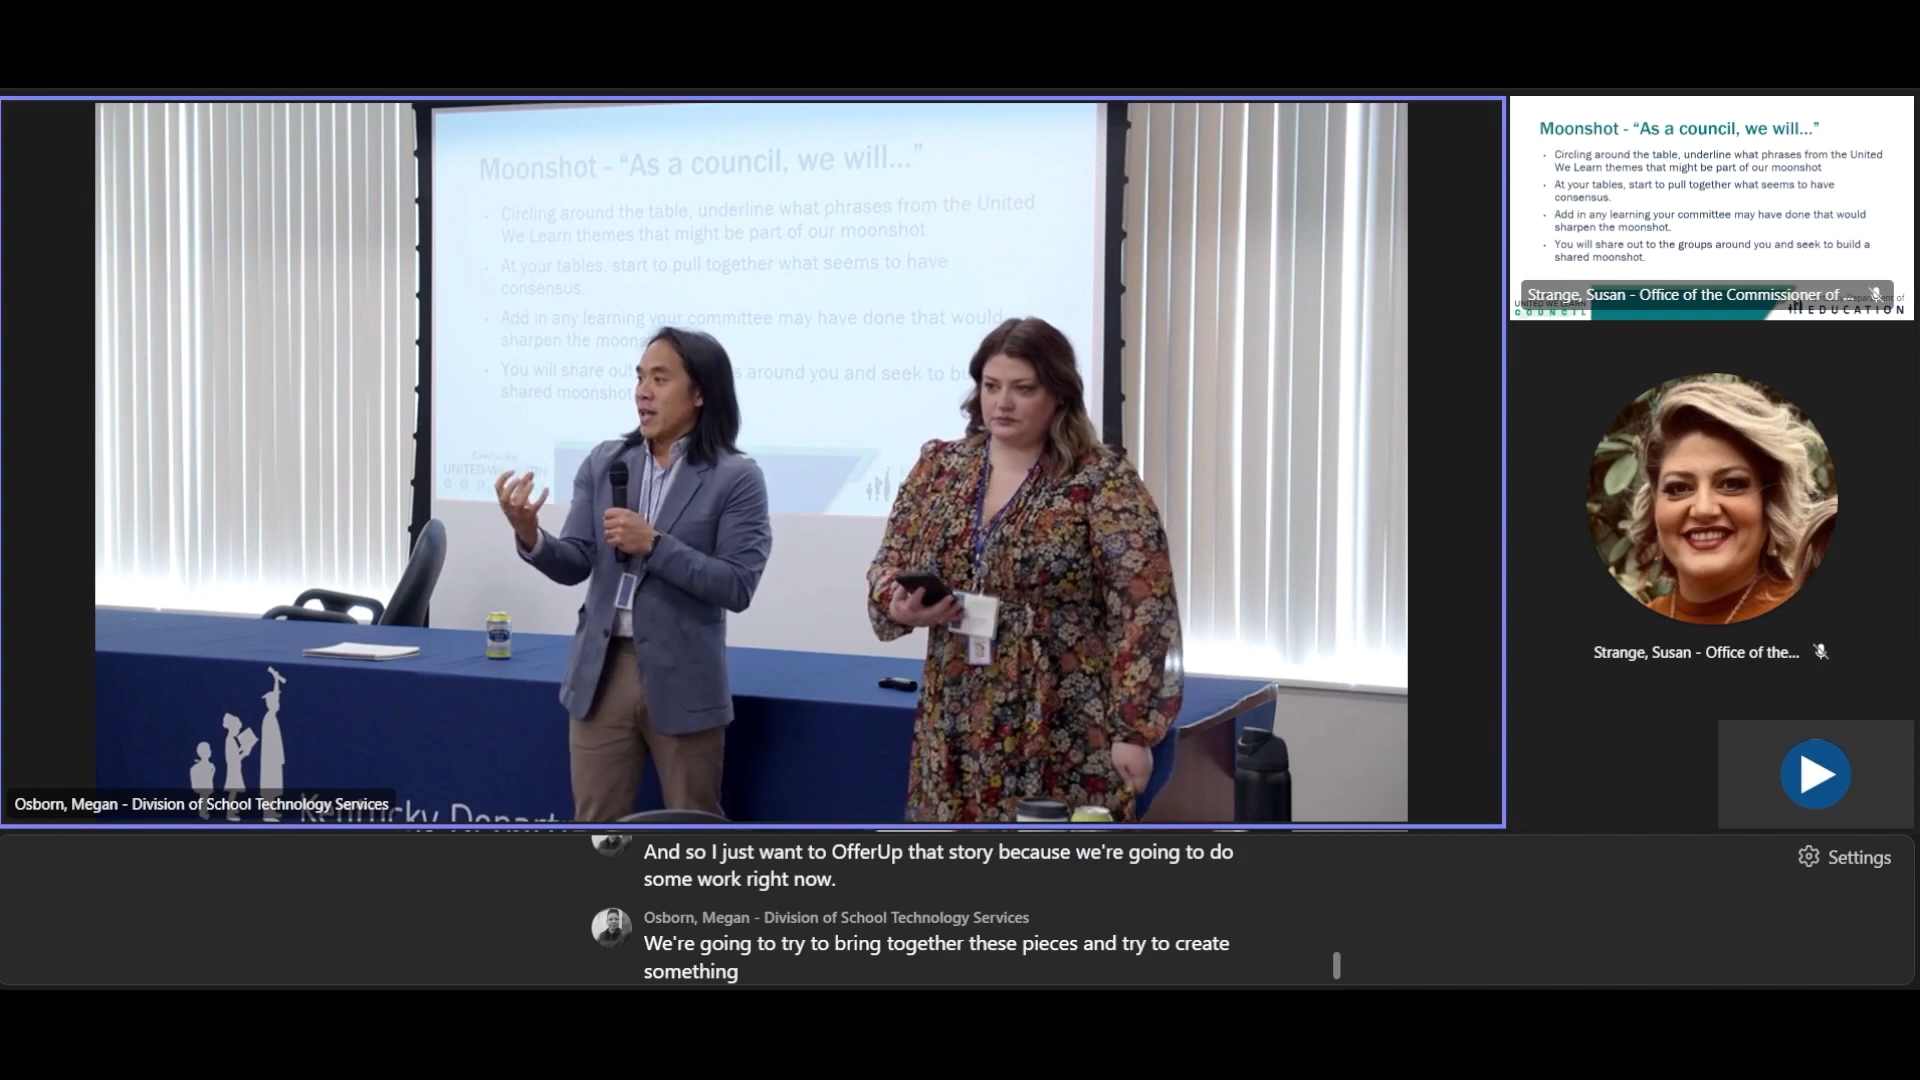 Moonshot - “As a council, we will...”
• Circling around the table, underline what phrases from the United
We Learn themes that might be part of our moonshot
• At your tables, start to pull together what seems to have
consensus.
• Add in any learning your committee may have done that would
sharpen the moon
• You will share out
s around you and seek to bu
shared moonshot
UNITED WE LEARN
Kentucky Depart
Osborn, Megan - Division of School Technology Services
Moonshot - “As a council, we will...”
• Circling around the table, underline what phrases from the United
We Learn themes that might be part of our moonshot
• At your tables, start to pull together what seems to have
consensus.
• Add in any learning your committee may have done that would
sharpen the moonshot.
• You will share out to the groups around you and seek to build a
shared moonshot.
Strange, Susan - Office of the Commissioner of ...
UNITED WE LEARN
COUNCIL
EDUCATION
Strange, Susan - Office of the...
Settings
And so I just want to OfferUp that story because we're going to do
some work right now.
Osborn, Megan - Division of School Technology Services
We're going to try to bring together these pieces and try to create
something